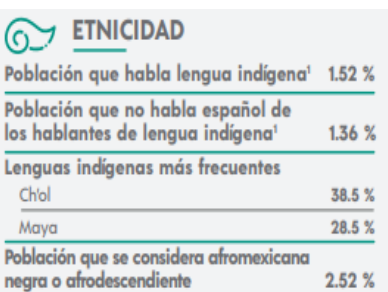 ETNICIDAD
Población que habla lengua indígena¹ 1.52 %
Población que no habla español de
los hablantes de lengua indígena¹ 1.36 %
Lenguas indígenas más frecuentes
Ch'ol 38.5 %
Maya 28.5 %
Población que se considera afromexicana
negra o afrodescendiente 2.52 %